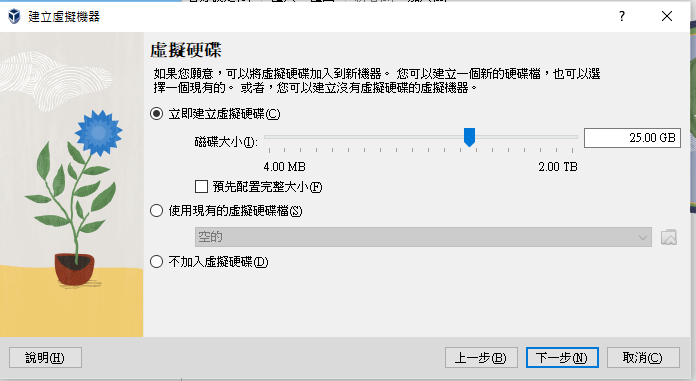 建立虛擬機器
虛擬硬碟
如果您願意，可以將虛擬硬碟加入到新機器。 您可以建立一個新的硬碟檔，也可以選
擇一個現有的。 或者，您可以建立沒有虛擬硬碟的虛擬機器。
立即建立虛擬硬碟(C)
磁碟大小(I):
25.00 GB
4.00 MB
2.00 TB
預先配置完整大小(F)
使用現有的虛擬硬碟檔(S)
空的
不加入虛擬硬碟(D)
說明(H)
上一步(B)
下一步(N)
取消(C)